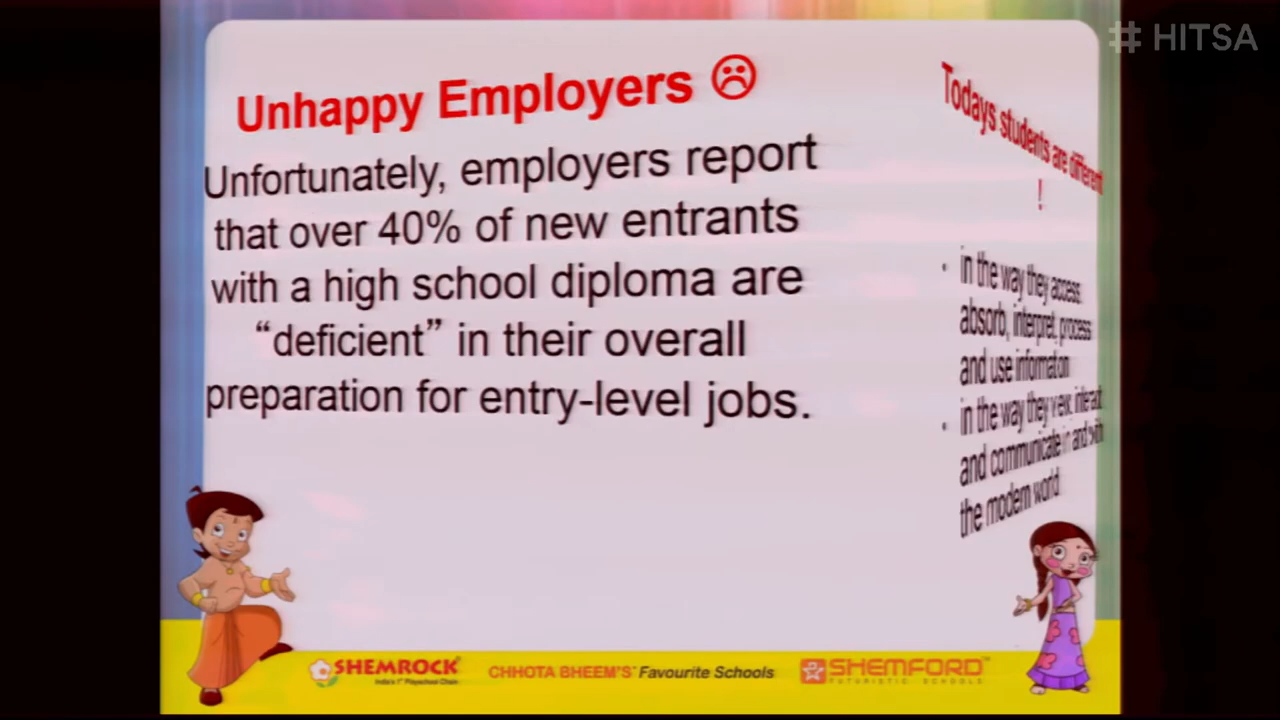 # HITSA
Unhappy Employers ☹
Unfortunately, employers report
that over 40% of new entrants
with a high school diploma are
“deficient” in their overall
preparation for entry-level jobs.
Todays students are different
!
• in the way they access
absorb, interpret, process
and use information
• in the way they view, interact
and communicate in and with
the modern world
SHEMROCK
India's 1st Playschool Chain
CHHOTA BHEEM'S' Favourite Schools
SHEMFORD™
FUTURISTIC SCHOOLS